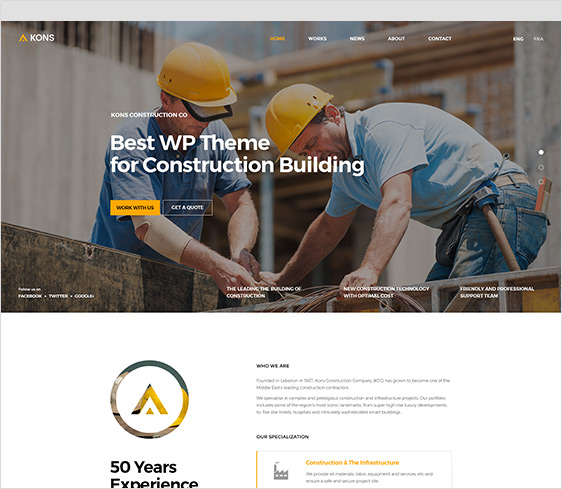 KONS
HOME WORKS NEWS ABOUT CONTACT
ENG FRA
KONS CONSTRUCTION CO
Best WP Theme
for Construction Building
WORK WITH US
GET A QUOTE
Follow us on
FACEBOOK • TWITTER • GOOGLE+
THE LEADING THE BUILDING OF
CONSTRUCTION
NEW CONSTRUCTION TECHNOLOGY
WITH OPTIMAL COST
FRIENDLY AND PROFESSIONAL
SUPPORT TEAM
50 Years
Experience
WHO WE ARE
Founded in Lebanon in 1967, Kons Construction Company (KCC) has grown to become one of the
Middle East's leading construction contractors.
We specialise in complex and prestigious construction and infrastructure projects. Our portfolio
includes some of the region's most iconic landmarks, from super high-rise luxury developments,
to five star hotels, hospitals and intricately sophisticated smart buildings.
OUR SPECIALIZATION
Construction & The Infrastructure
We provide all materials, labor, equipment and services, etc and
ensure a safe and secure project site.